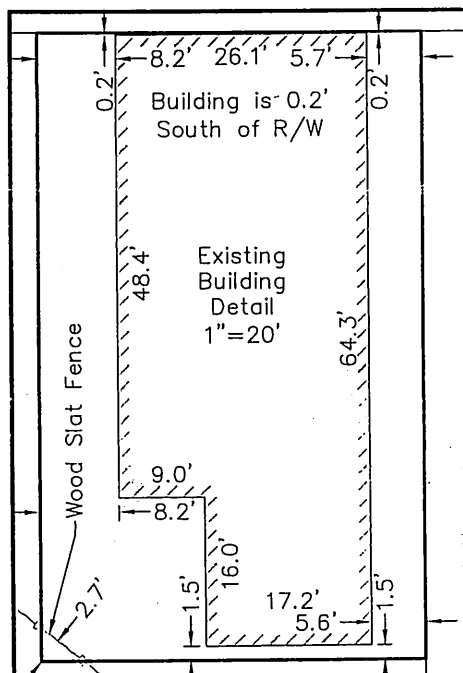 8.2' 26.1' 5.7'
0.2'
0.2'
Building is 0.2'
South of R/W
48.4'
Existing
Building
Detail
1"=20'
64.3'
Wood Slat Fence
9.0'
8.2'
16.0'
2.7'
1.5'
17.2'
5.6'
1.5'